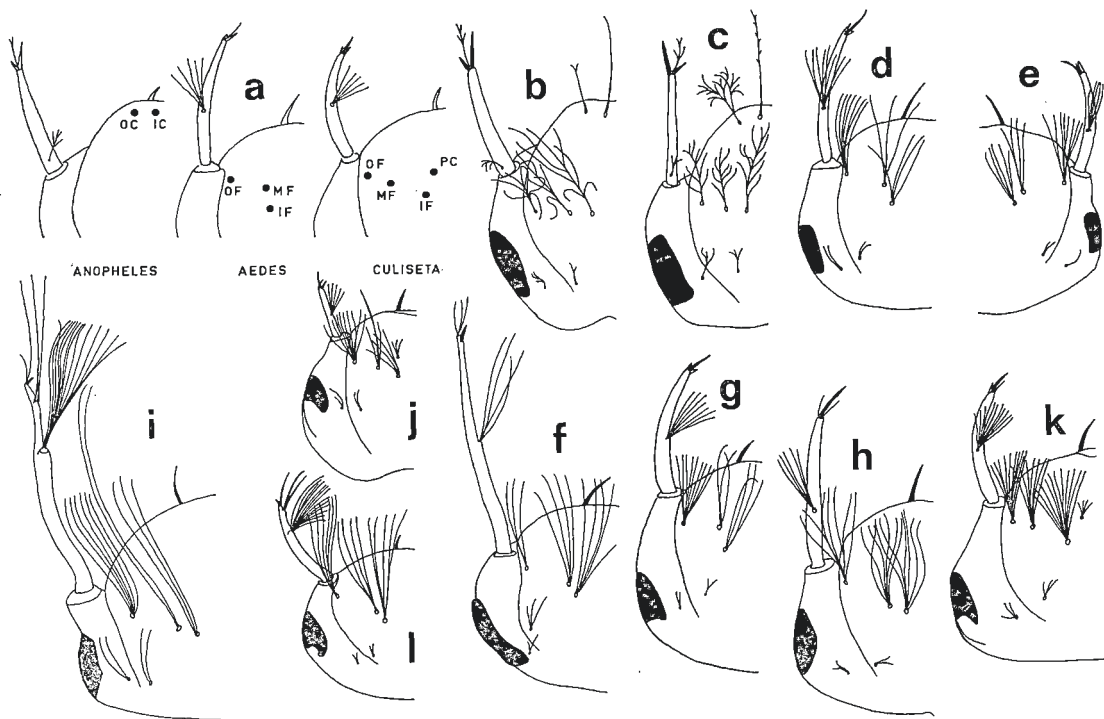 a
b
c
d
e
OC IC
OF MF
IF
OF PC
MF
IF
ANOPHELES AEDES CULISETA
i
j
f
g
h
k
l